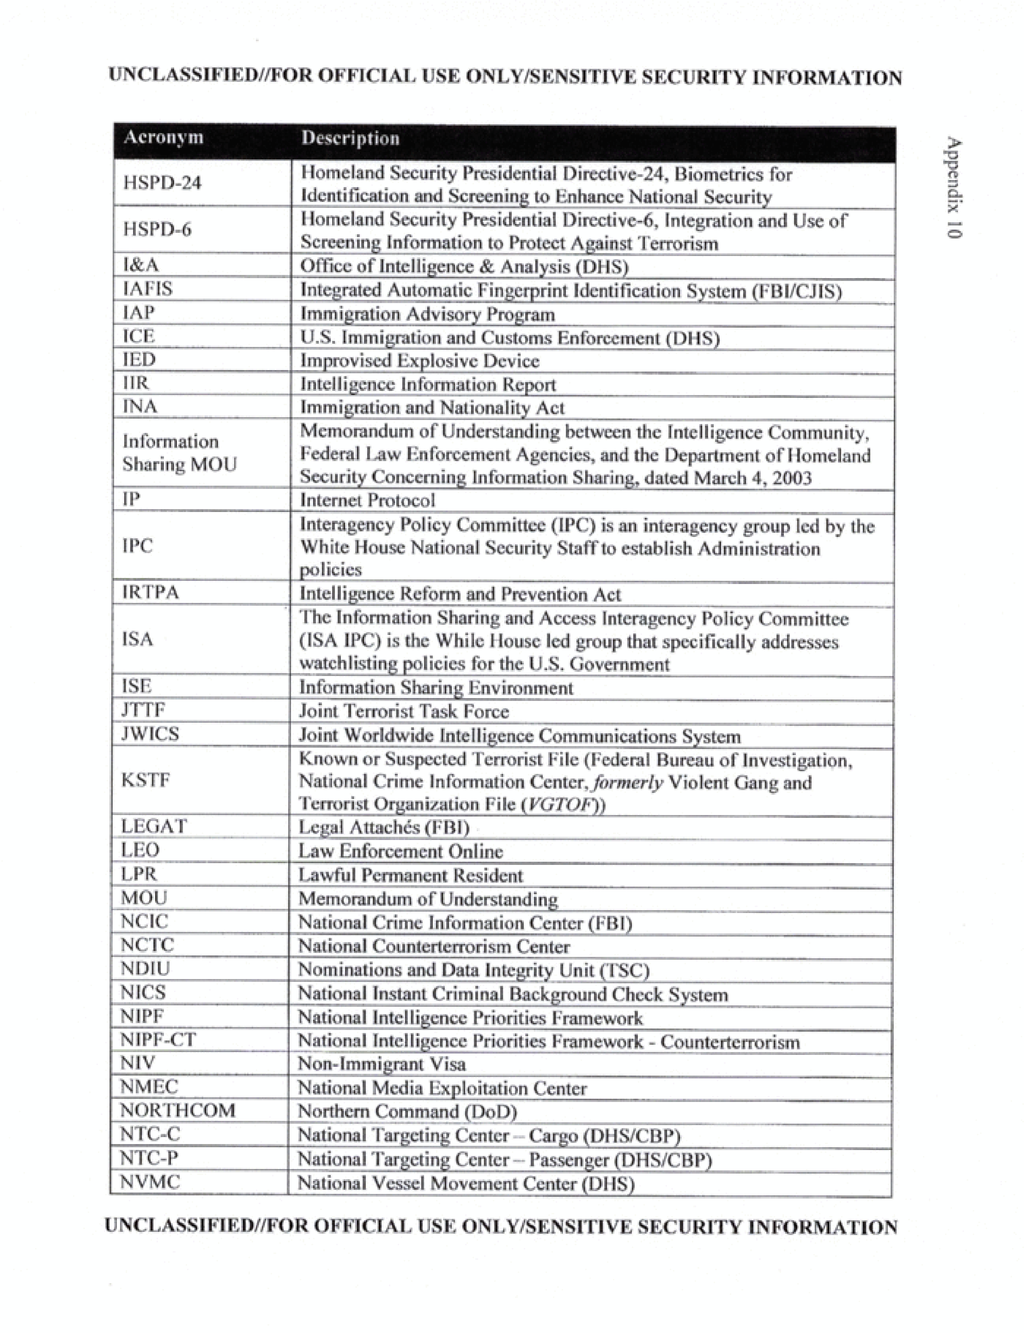 UNCLASSIFIED//FOR OFFICIAL USE ONLY/SENSITIVE SECURITY INFORMATION
Appendix 10
Acronym Description
HSPD-24 Homeland Security Presidential Directive-24, Biometrics for
Identification and Screening to Enhance National Security
HSPD-6 Homeland Security Presidential Directive-6, Integration and Use of
Screening Information to Protect Against Terrorism
I&A Office of Intelligence & Analysis (DHS)
IAFIS Integrated Automatic Fingerprint Identification System (FBI/CJIS)
IAP Immigration Advisory Program
ICE U.S. Immigration and Customs Enforcement (DHS)
IED Improvised Explosive Device
IIR Intelligence Information Report
INA Immigration and Nationality Act
Information
Sharing MOU
Memorandum of Understanding between the Intelligence Community,
Federal Law Enforcement Agencies, and the Department of Homeland
Security Concerning Information Sharing, dated March 4, 2003
IP Internet Protocol
IPC Interagency Policy Committee (IPC) is an interagency group led by the
White House National Security Staff to establish Administration
policies
IRTPA Intelligence Reform and Prevention Act
ISA The Information Sharing and Access Interagency Policy Committee
(ISA IPC) is the While House led group that specifically addresses
watchlisting policies for the U.S. Government
ISE Information Sharing Environment
JTTF Joint Terrorist Task Force
JWICS Joint Worldwide Intelligence Communications System
KSTF Known or Suspected Terrorist File (Federal Bureau of Investigation,
National Crime Information Center, formerly Violent Gang and
Terrorist Organization File (VGTOF))
LEGAT Legal Attachés (FBI)
LEO Law Enforcement Online
LPR Lawful Permanent Resident
MOU Memorandum of Understanding
NCIC National Crime Information Center (FBI)
NCTC National Counterterrorism Center
NDIU Nominations and Data Integrity Unit (TSC)
NICS National Instant Criminal Background Check System
NIPF National Intelligence Priorities Framework
NIPF-CT National Intelligence Priorities Framework - Counterterrorism
NIV Non-Immigrant Visa
NMEC National Media Exploitation Center
NORTHCOM Northern Command (DoD)
NTC-C National Targeting Center – Cargo (DHS/CBP)
NTC-P National Targeting Center – Passenger (DHS/CBP)
NVMC National Vessel Movement Center (DHS)
UNCLASSIFIED//FOR OFFICIAL USE ONLY/SENSITIVE SECURITY INFORMATION